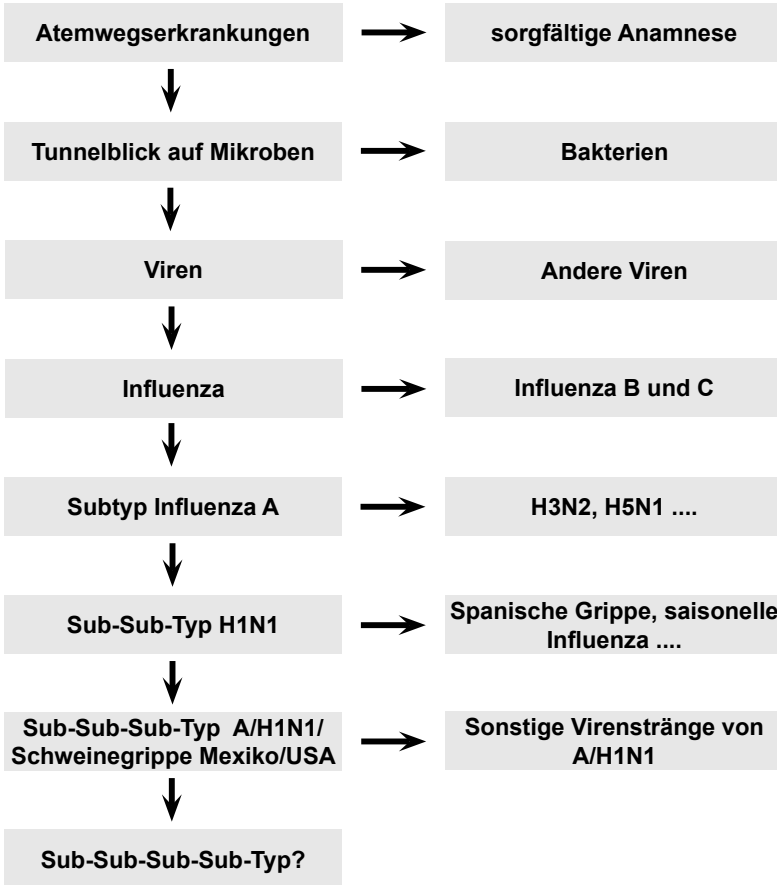 Atemwegserkrankungen
sorgfältige Anamnese
Tunnelblick auf Mikroben
Bakterien
Viren
Andere Viren
Influenza
Influenza B und C
Subtyp Influenza A
H3N2, H5N1 ....
Sub-Sub-Typ H1N1
Spanische Grippe, saisonelle
Influenza ....
Sub-Sub-Sub-Typ A/H1N1/
Schweinegrippe Mexiko/USA
Sonstige Virenstränge von
A/H1N1
Sub-Sub-Sub-Sub-Typ?